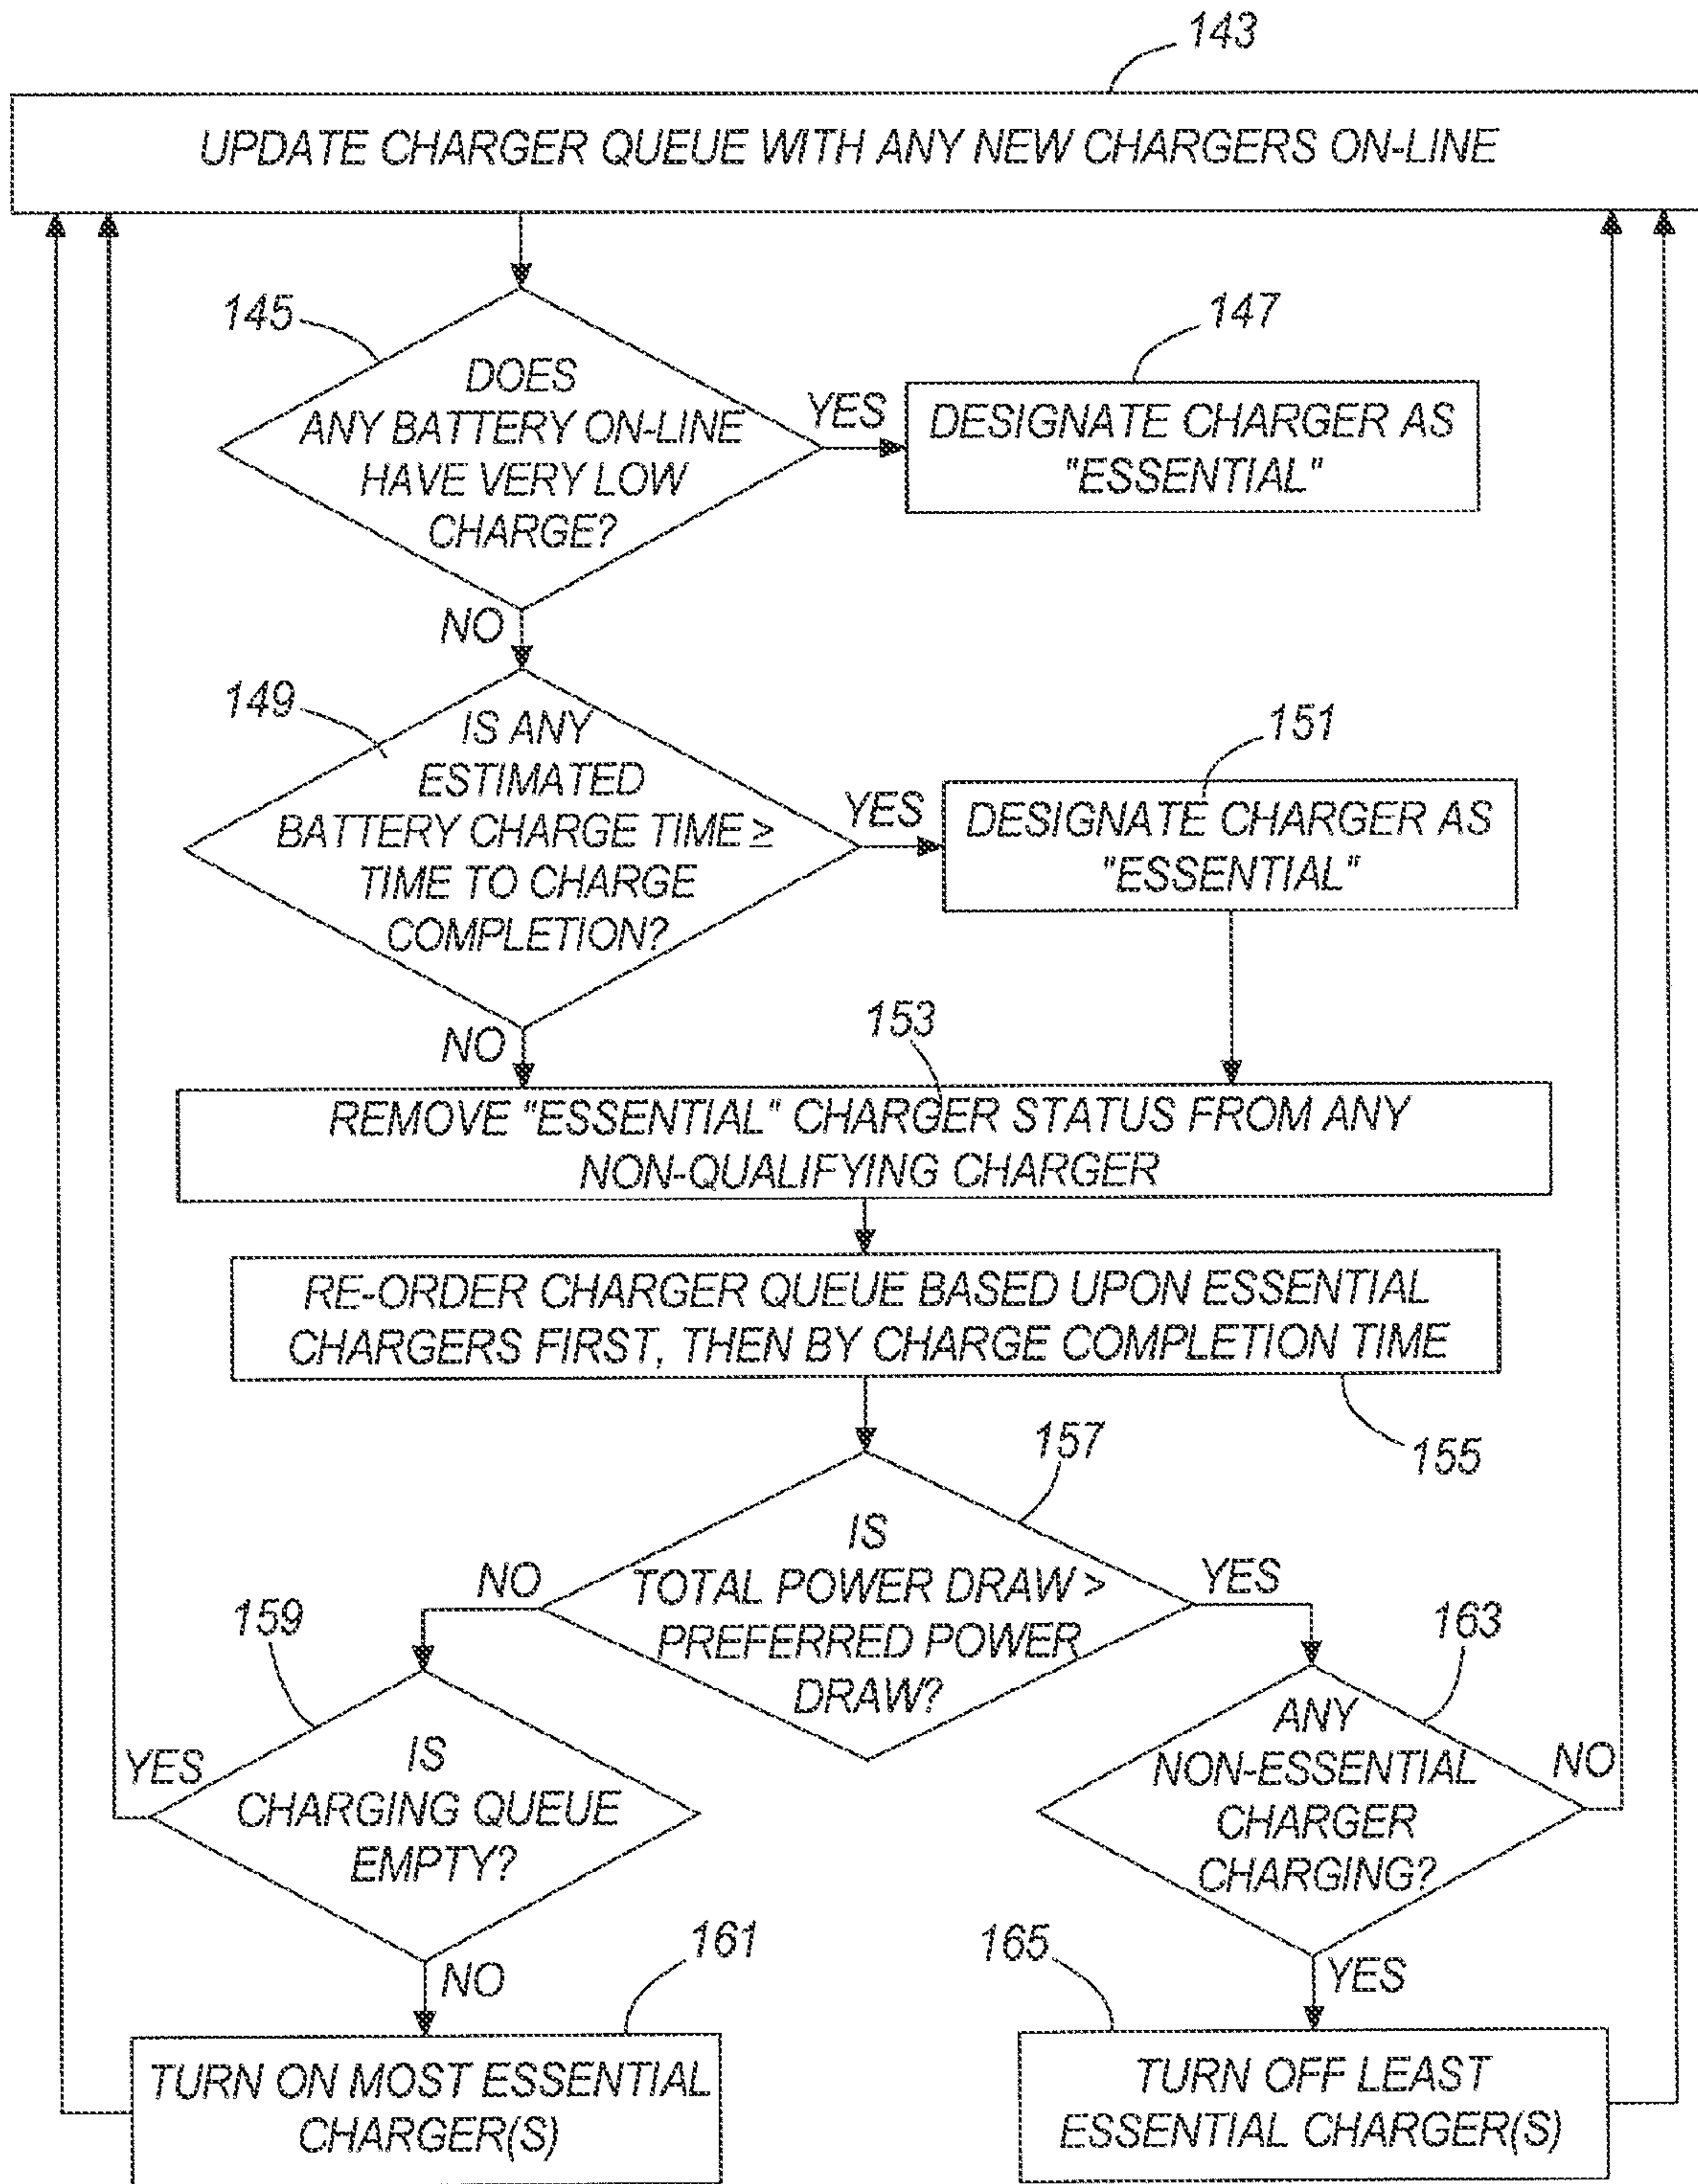 143
UPDATE CHARGER QUEUE WITH ANY NEW CHARGERS ON-LINE
145
DOES
ANY BATTERY ON-LINE
HAVE VERY LOW
CHARGE?
YES
147
DESIGNATE CHARGER AS
"ESSENTIAL"
NO
149
IS ANY
ESTIMATED
BATTERY CHARGE TIME ≥
TIME TO CHARGE
COMPLETION?
YES
151
DESIGNATE CHARGER AS
"ESSENTIAL"
NO
153
REMOVE "ESSENTIAL" CHARGER STATUS FROM ANY
NON-QUALIFYING CHARGER
RE-ORDER CHARGER QUEUE BASED UPON ESSENTIAL
CHARGERS FIRST, THEN BY CHARGE COMPLETION TIME
155
157
IS
TOTAL POWER DRAW >
PREFERRED POWER
DRAW?
NO
YES
159
IS
CHARGING QUEUE
EMPTY?
YES
NO
163
ANY
NON-ESSENTIAL
CHARGER
CHARGING?
NO
YES
161
TURN ON MOST ESSENTIAL
CHARGER(S)
165
TURN OFF LEAST
ESSENTIAL CHARGER(S)